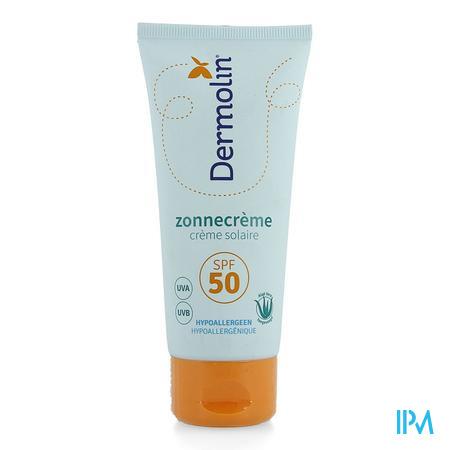 Dermolin®
zonnecrème
crème solaire
SPF
50
UVA
UVB
HYPOALLERGEEN
HYPOALLERGÉNIQUE
IPM